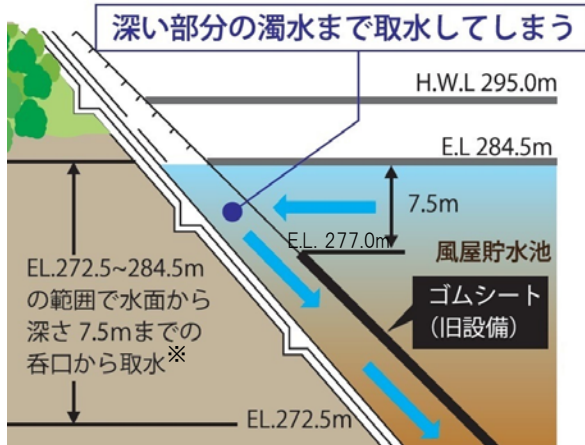 深い部分の濁水まで取水してしまう
H.W.L 295.0m
E.L 284.5m
7.5m
E.L. 277.0m
風屋貯水池
ゴムシート
(旧設備)
EL.272.5~284.5m
の範囲で水面から
深さ 7.5mまでの
呑口から取水※
EL.272.5m